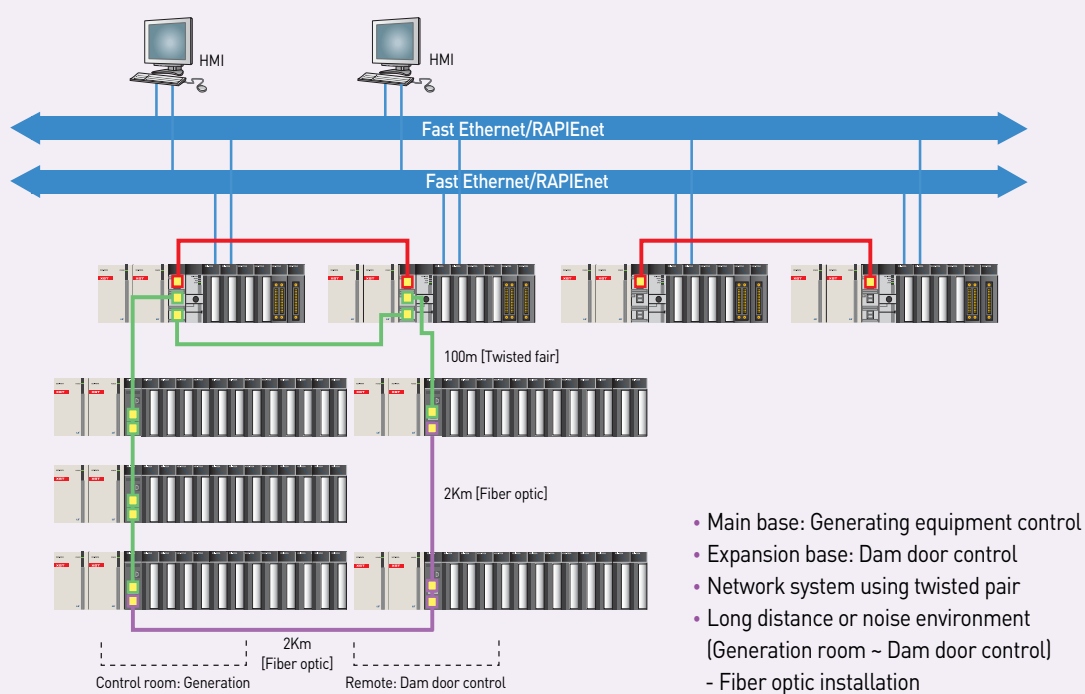 HMI
HMI
Fast Ethernet/RAPIEnet
Fast Ethernet/RAPIEnet
100m [Twisted fair]
2Km [Fiber optic]
2Km
[Fiber optic]
Control room: Generation
Remote: Dam door control
• Main base: Generating equipment control
• Expansion base: Dam door control
• Network system using twisted pair
• Long distance or noise environment
(Generation room ~ Dam door control)
- Fiber optic installation